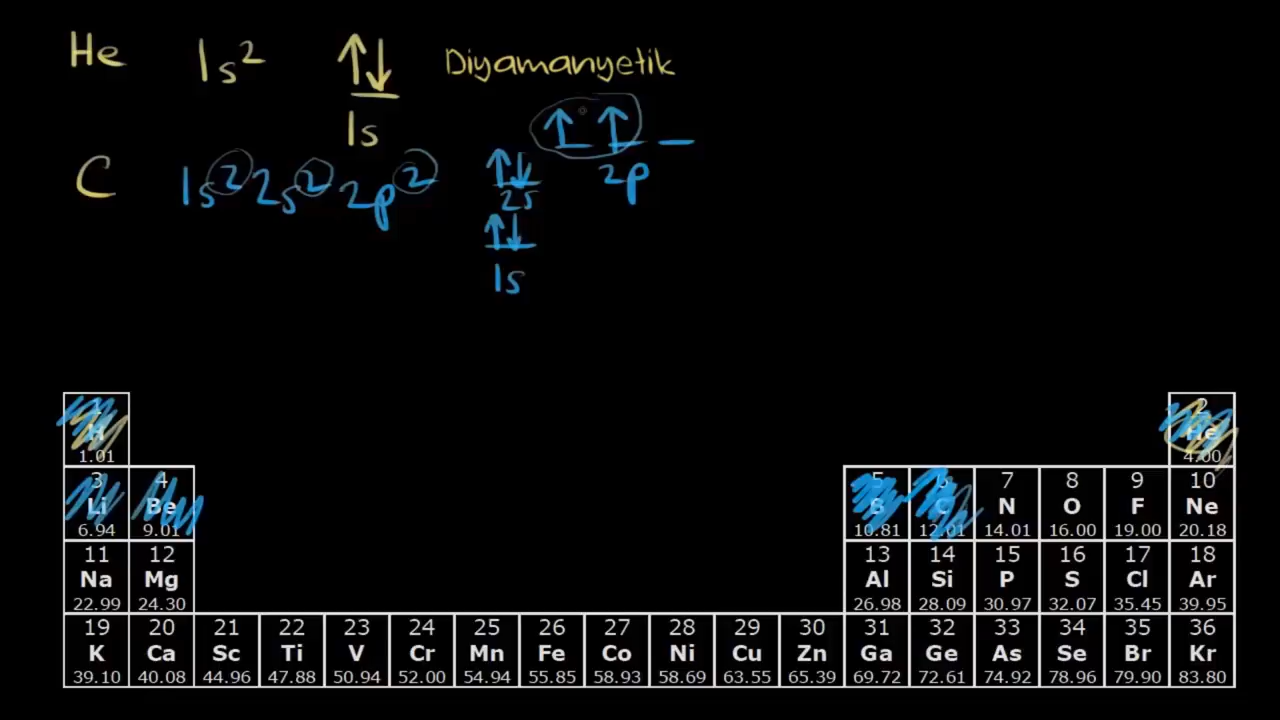 He 1s² ↑↓ Diyamanyetik
1s
C 1s² 2s² 2p² ↑↓ ↑ ↑
2s 2p
↑↓
1s
1 2
H He
1.01 4.00
3 4 5 6 7 8 9 10
Li Be B C N O F Ne
6.94 9.01 10.81 12.01 14.01 16.00 19.00 20.18
11 12 13 14 15 16 17 18
Na Mg Al Si P S Cl Ar
22.99 24.30 26.98 28.09 30.97 32.07 35.45 39.95
19 20 21 22 23 24 25 26 27 28 29 30 31 32 33 34 35 36
K Ca Sc Ti V Cr Mn Fe Co Ni Cu Zn Ga Ge As Se Br Kr
39.10 40.08 44.96 47.88 50.94 52.00 54.94 55.85 58.93 58.69 63.55 65.39 69.72 72.61 74.92 78.96 79.90 83.80